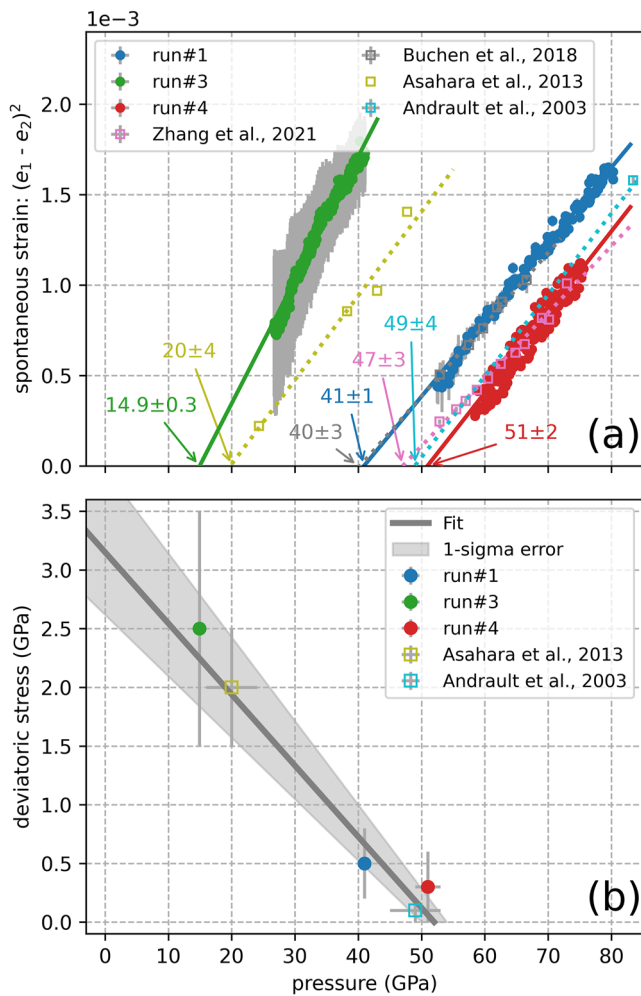 1e−3
run#1
run#3
run#4
Zhang et al., 2021
Buchen et al., 2018
Asahara et al., 2013
Andrault et al., 2003
spontaneous strain: (e1 - e2)²
2.0
1.5
1.0
0.5
0.0
49±4
20±4
47±3
14.9±0.3
41±1
40±3
51±2
(a)
3.5
3.0
2.5
2.0
1.5
1.0
0.5
0.0
deviatoric stress (GPa)
Fit
1-sigma error
run#1
run#3
run#4
Asahara et al., 2013
Andrault et al., 2003
(b)
0 10 20 30 40 50 60 70 80
pressure (GPa)